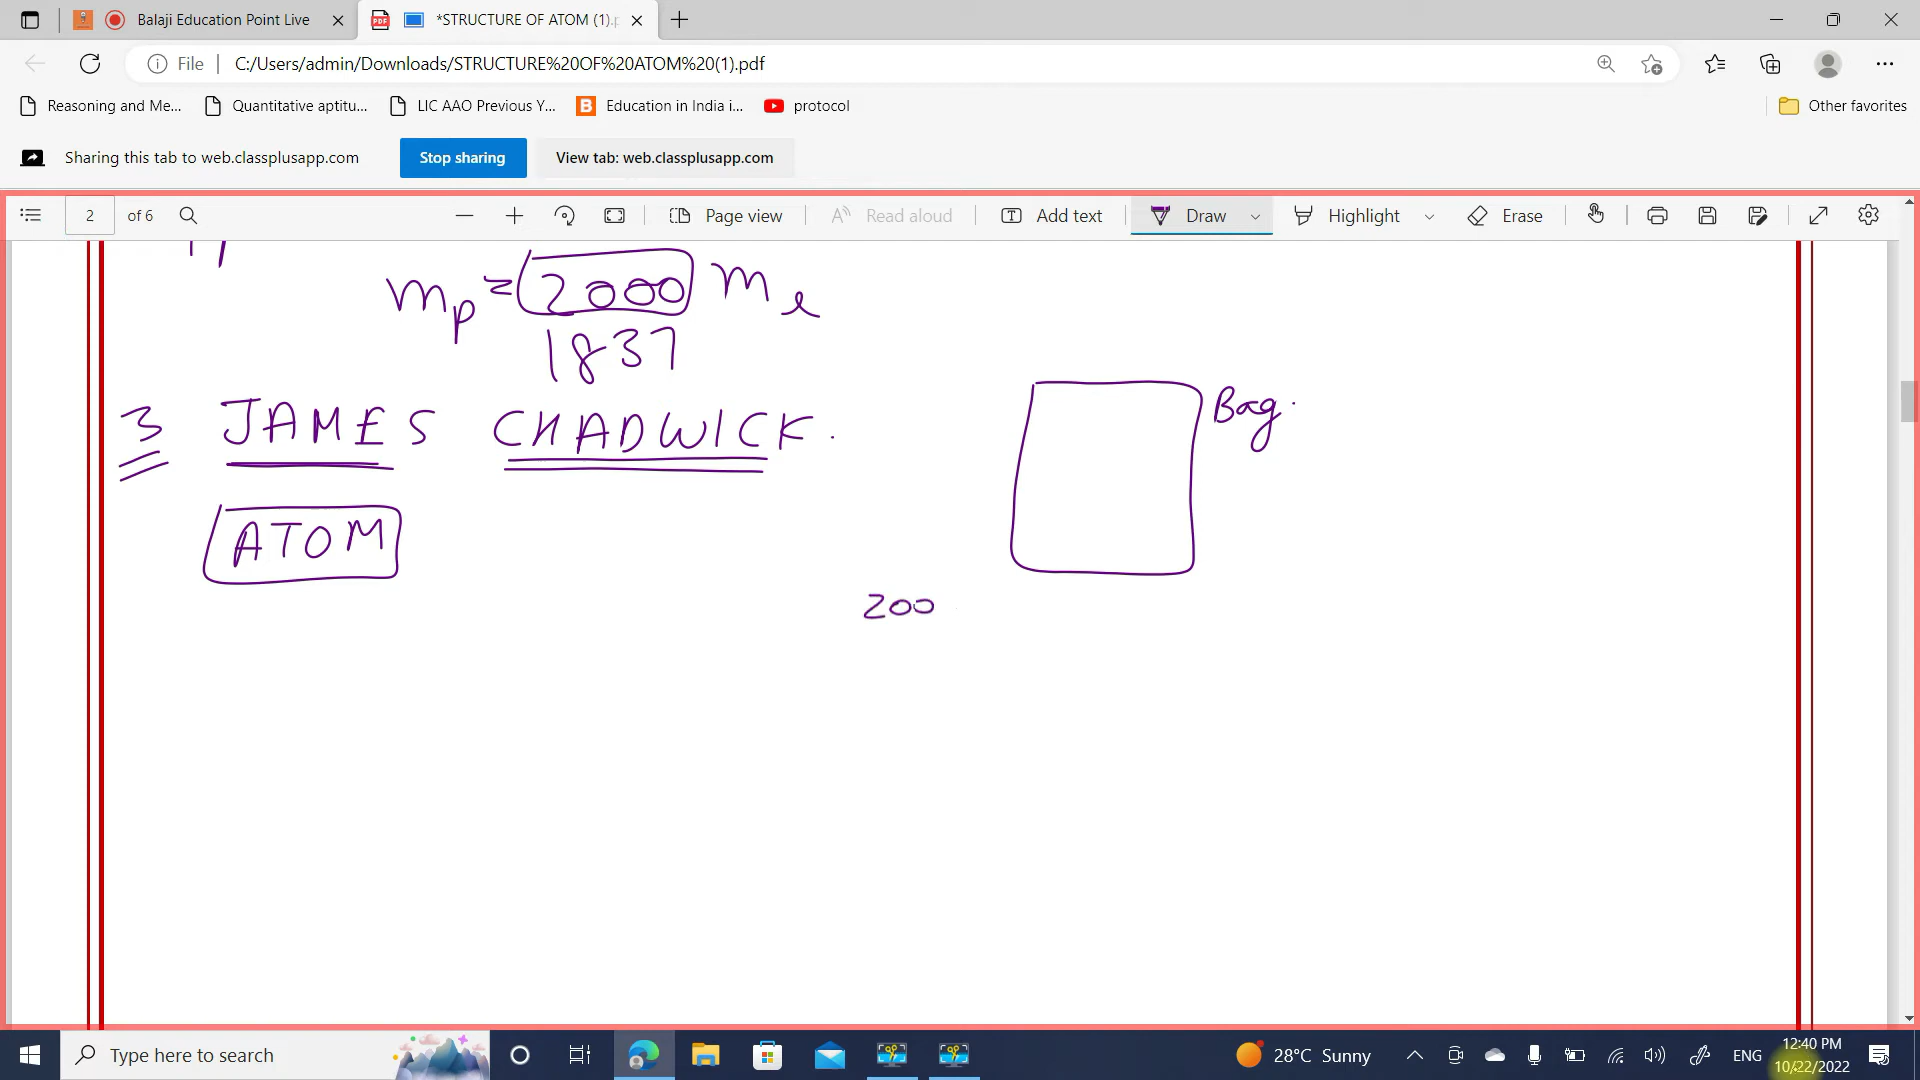 Balaji Education Point Live
*STRUCTURE OF ATOM (1).p
File
C:/Users/admin/Downloads/STRUCTURE%20OF%20ATOM%20(1).pdf
Reasoning and Me...
Quantitative aptitu...
LIC AAO Previous Y...
Education in India i...
protocol
Other favorites
Sharing this tab to web.classplusapp.com
Stop sharing
View tab: web.classplusapp.com
2 of 6
Page view
Read aloud
Add text
Draw
Highlight
Erase
mp = 2000 me
1837
3 JAMES CHADWICK.
Bag.
ATOM
200
Type here to search
28°C Sunny
ENG
12:40 PM
10/22/2022